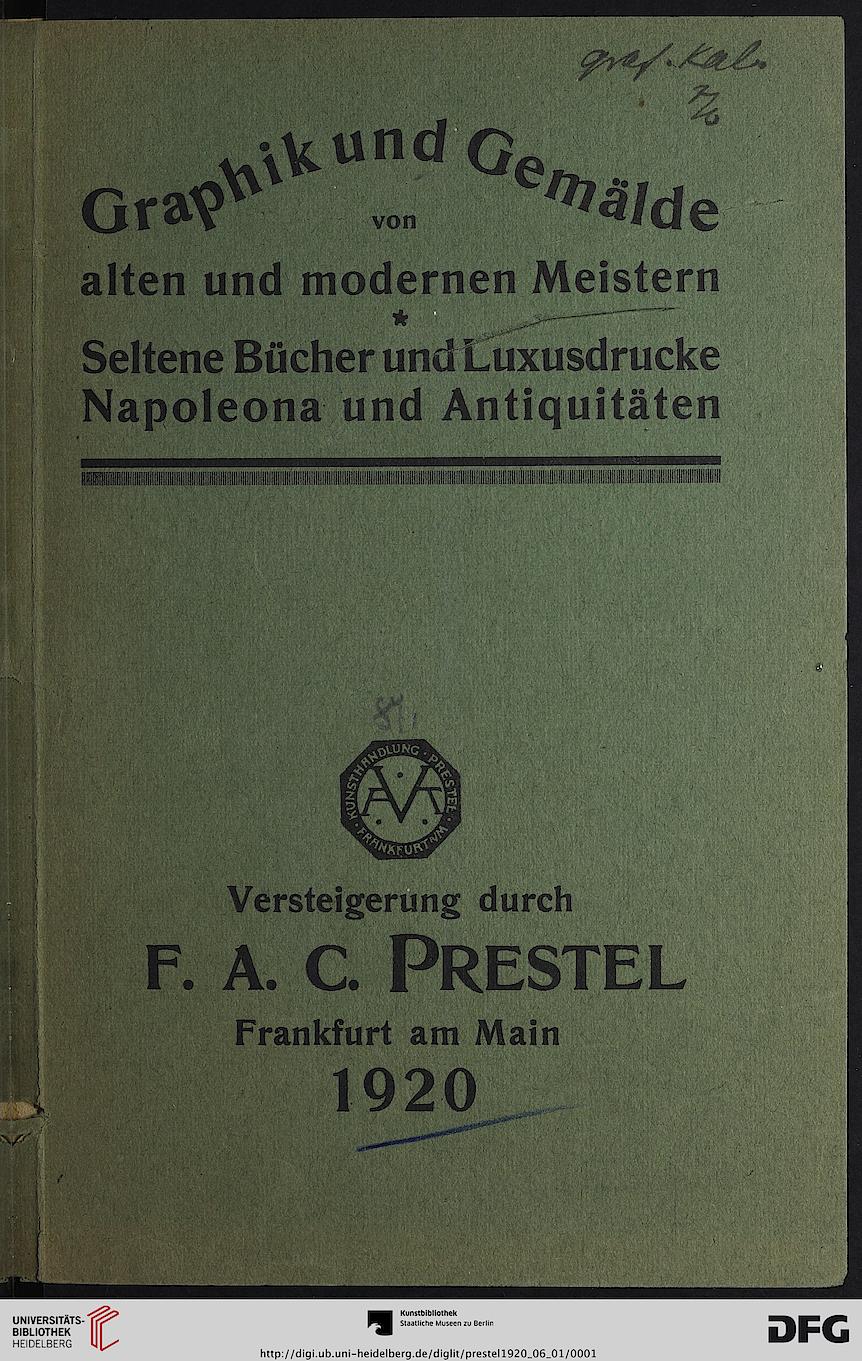 graf. Kab.
Graphik und Gemälde
von
alten und modernen Meistern
*
Seltene Bücher und Luxusdrucke
Napoleona und Antiquitäten
KUNSTHANDLUNG · PRESTEL · FRANKFURT a/M ·
Versteigerung durch
F. A. C. PRESTEL
Frankfurt am Main
1920
UNIVERSITÄTS-
BIBLIOTHEK
HEIDELBERG
Kunstbibliothek
Staatliche Museen zu Berlin
DFG
http://digi.ub.uni-heidelberg.de/diglit/prestel1920_06_01/0001